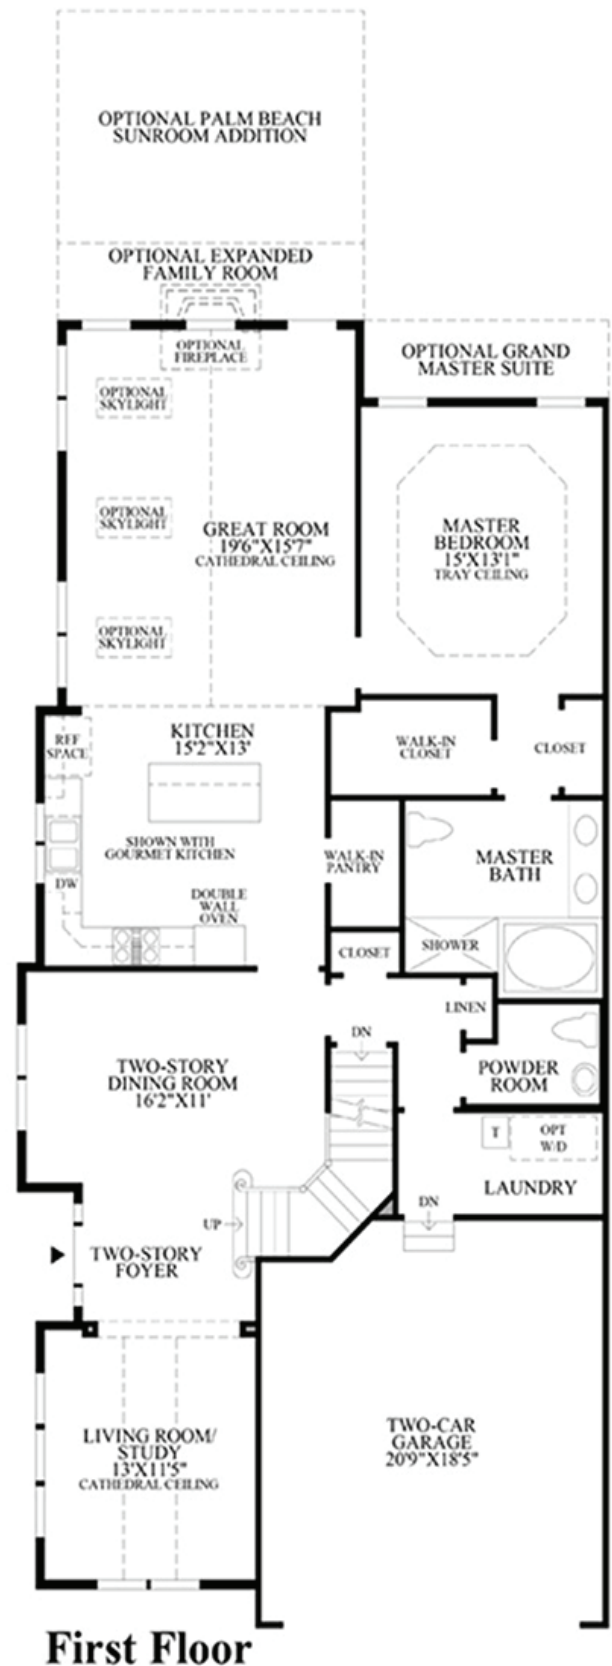 OPTIONAL PALM BEACH
SUNROOM ADDITION
OPTIONAL EXPANDED
FAMILY ROOM
OPTIONAL
FIREPLACE
OPTIONAL GRAND
MASTER SUITE
OPTIONAL
SKYLIGHT
OPTIONAL
SKYLIGHT
GREAT ROOM
19'6"X15'7"
CATHEDRAL CEILING
MASTER
BEDROOM
15'X13'1"
TRAY CEILING
OPTIONAL
SKYLIGHT
KITCHEN
15'2"X13'
REF
SPACE
WALK-IN
CLOSET
CLOSET
SHOWN WITH
GOURMET KITCHEN
WALK-IN
PANTRY
MASTER
BATH
DW
DOUBLE
WALL
OVEN
CLOSET
SHOWER
LINEN
DN
TWO-STORY
DINING ROOM
16'2"X11'
POWDER
ROOM
T
OPT
W/D
LAUNDRY
DN
UP
TWO-STORY
FOYER
LIVING ROOM/
STUDY
13'X11'5"
CATHEDRAL CEILING
TWO-CAR
GARAGE
20'9"X18'5"
First Floor